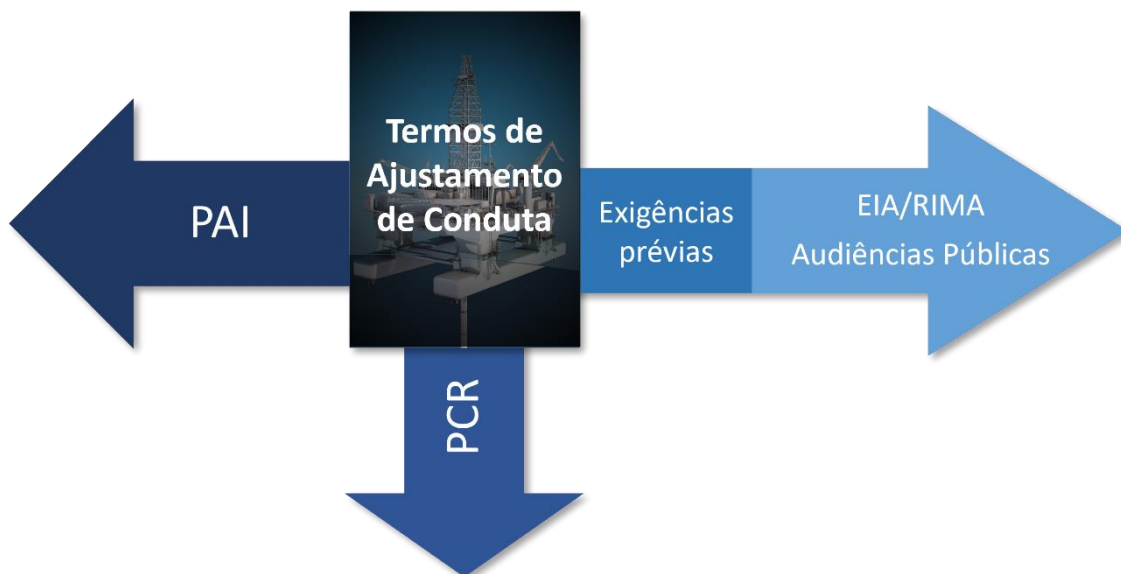 Termos de
Ajustamento
de Conduta
PAI
Exigências
prévias
EIA/RIMA
Audiências Públicas
PCR